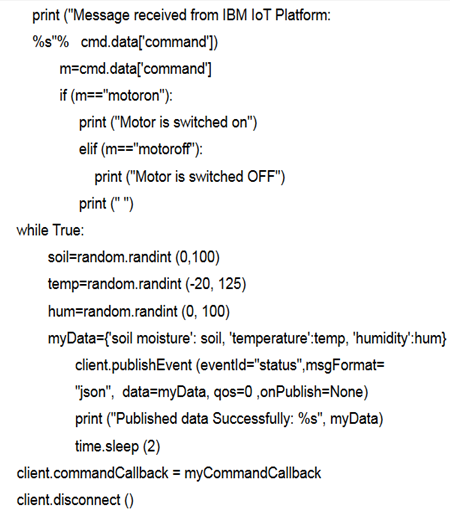 print ("Message received from IBM IoT Platform:
%s"%   cmd.data['command'])
m=cmd.data['command']
if (m=="motoron"):
print ("Motor is switched on")
elif (m=="motoroff"):
print ("Motor is switched OFF")
print (" ")
while True:
soil=random.randint (0,100)
temp=random.randint (-20, 125)
hum=random.randint (0, 100)
myData={'soil moisture': soil, 'temperature':temp, 'humidity':hum}
client.publishEvent (eventId="status",msgFormat=
"json",  data=myData, qos=0 ,onPublish=None)
print ("Published data Successfully: %s", myData)
time.sleep (2)
client.commandCallback = myCommandCallback
client.disconnect ()